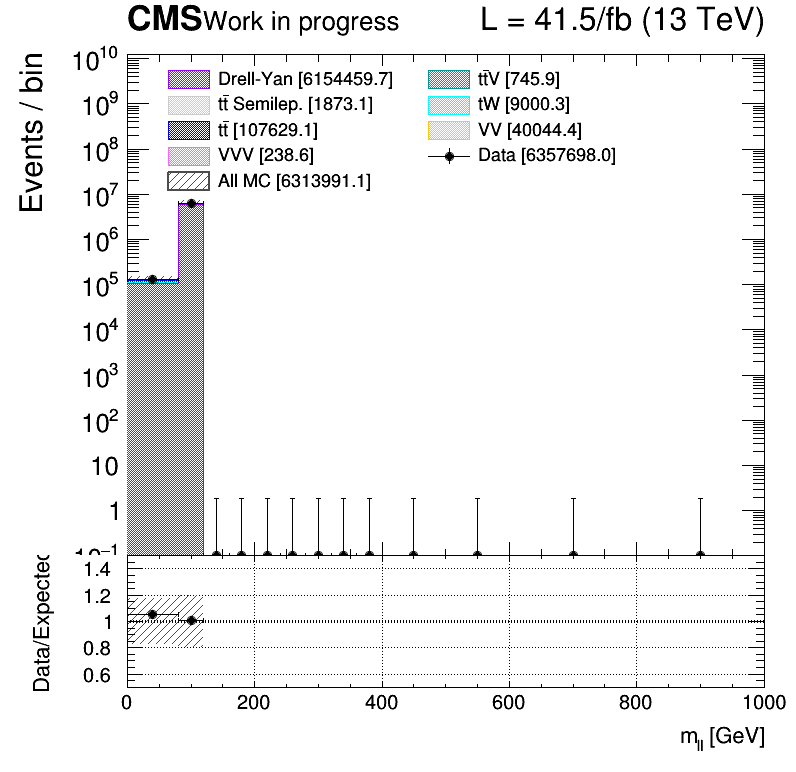 CMS Work in progress L = 41.5/fb (13 TeV)
Events / bin
10¹⁰
10⁹
10⁸
10⁷
10⁶
10⁵
10⁴
10³
10²
10
1
10⁻¹
Drell-Yan [6154459.7]
tt̄ Semilep. [1873.1]
tt̄ [107629.1]
VVV [238.6]
All MC [6313991.1]
tt̄V [745.9]
tW [9000.3]
VV [40044.4]
Data [6357698.0]
Data/Expected
1.4
1.2
1
0.8
0.6
0 200 400 600 800 1000
m_ll [GeV]